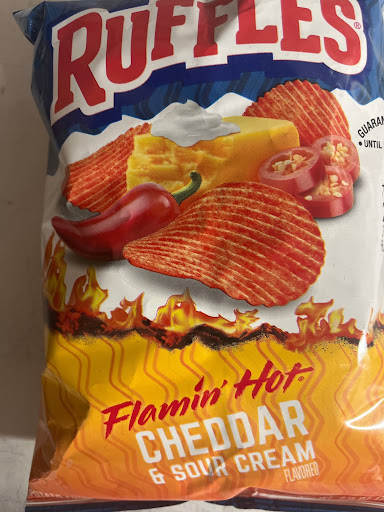 RUFFLES
GUARAN
• UNTIL
Flamin' Hot®
CHEDDAR
& SOUR CREAM
FLAVORED